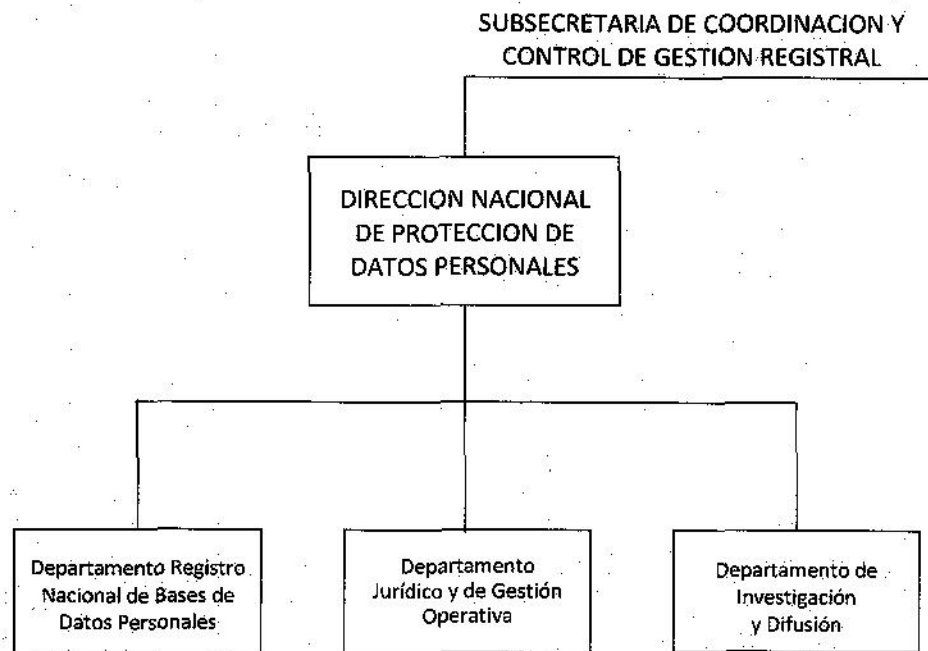 SUBSECRETARIA DE COORDINACION Y
CONTROL DE GESTION REGISTRAL
DIRECCION NACIONAL
DE PROTECCION DE
DATOS PERSONALES
Departamento Registro
Nacional de Bases de
Datos Personales
Departamento
Jurídico y de Gestión
Operativa
Departamento de
Investigación
y Difusión